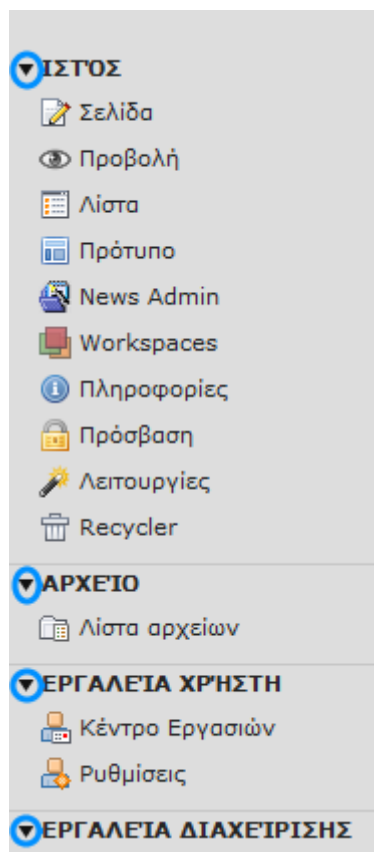 ΙΣΤΌΣ
Σελίδα
Προβολή
Λίστα
Πρότυπο
News Admin
Workspaces
Πληροφορίες
Πρόσβαση
Λειτουργίες
Recycler
ΑΡΧΕΊΟ
Λίστα αρχείων
ΕΡΓΑΛΕΊΑ ΧΡΉΣΤΗ
Κέντρο Εργασιών
Ρυθμίσεις
ΕΡΓΑΛΕΊΑ ΔΙΑΧΕΊΡΙΣΗΣ